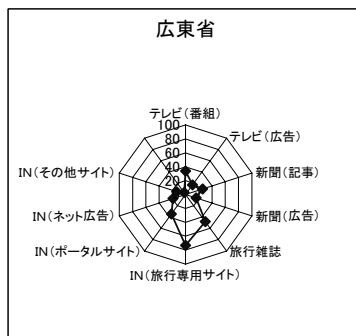 広東省
テレビ(番組)
100
80
60
40
20
テレビ(広告)
新聞(記事)
新聞(広告)
旅行雑誌
IN(旅行専用サイト)
IN(ポータルサイト)
IN(ネット広告)
IN(その他サイト)